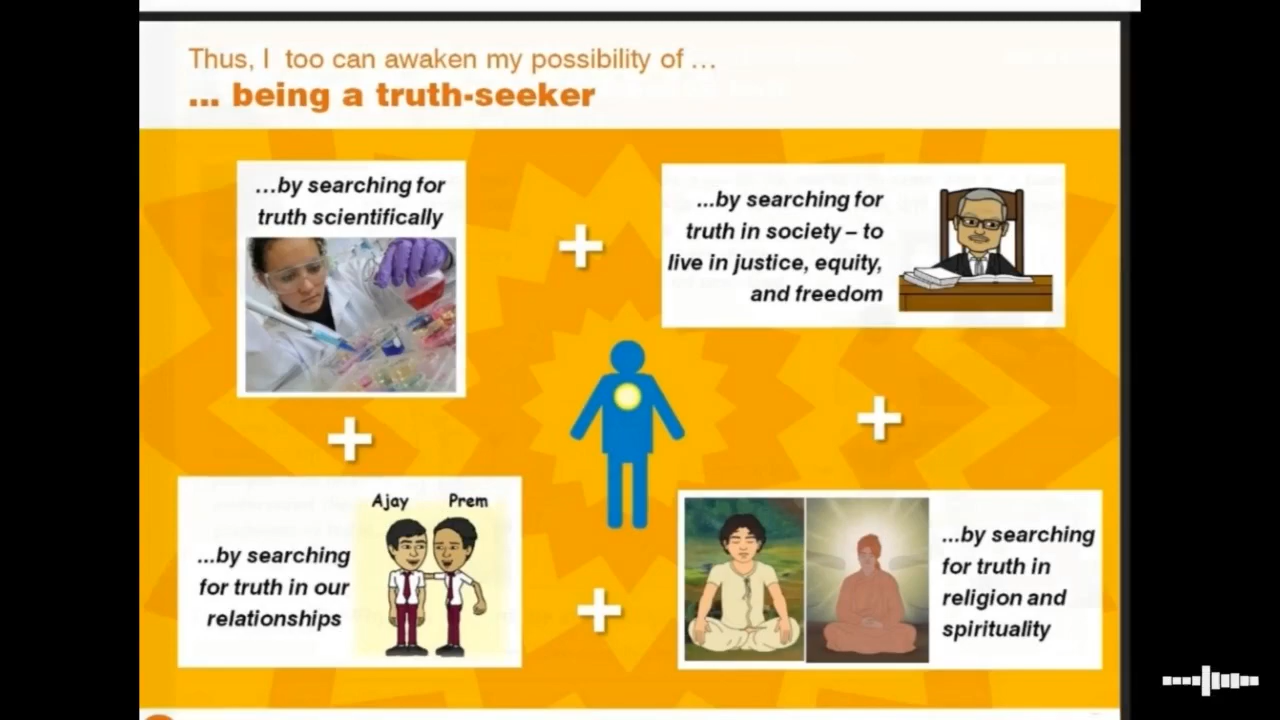 Thus, I too can awaken my possibility of ...
... being a truth-seeker
...by searching for
truth scientifically
...by searching for
truth in society – to
live in justice, equity,
and freedom
Ajay Prem
...by searching
for truth in our
relationships
...by searching
for truth in
religion and
spirituality